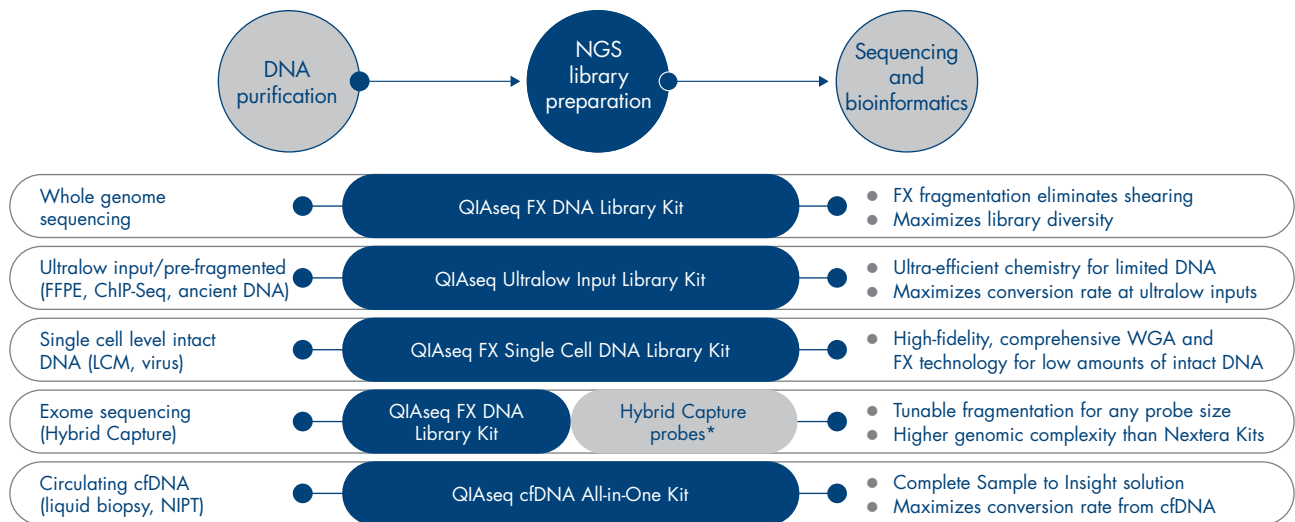 DNA
purification
NGS
library
preparation
Sequencing
and
bioinformatics
Whole genome
sequencing
QIAseq FX DNA Library Kit
FX fragmentation eliminates shearing
Maximizes library diversity
Ultralow input/pre-fragmented
(FFPE, ChIP-Seq, ancient DNA)
QIAseq Ultralow Input Library Kit
Ultra-efficient chemistry for limited DNA
Maximizes conversion rate at ultralow inputs
Single cell level intact
DNA (LCM, virus)
QIAseq FX Single Cell DNA Library Kit
High-fidelity, comprehensive WGA and
FX technology for low amounts of intact DNA
Exome sequencing
(Hybrid Capture)
QIAseq FX DNA
Library Kit
Hybrid Capture
probes*
Tunable fragmentation for any probe size
Higher genomic complexity than Nextera Kits
Circulating cfDNA
(liquid biopsy, NIPT)
QIAseq cfDNA All-in-One Kit
Complete Sample to Insight solution
Maximizes conversion rate from cfDNA